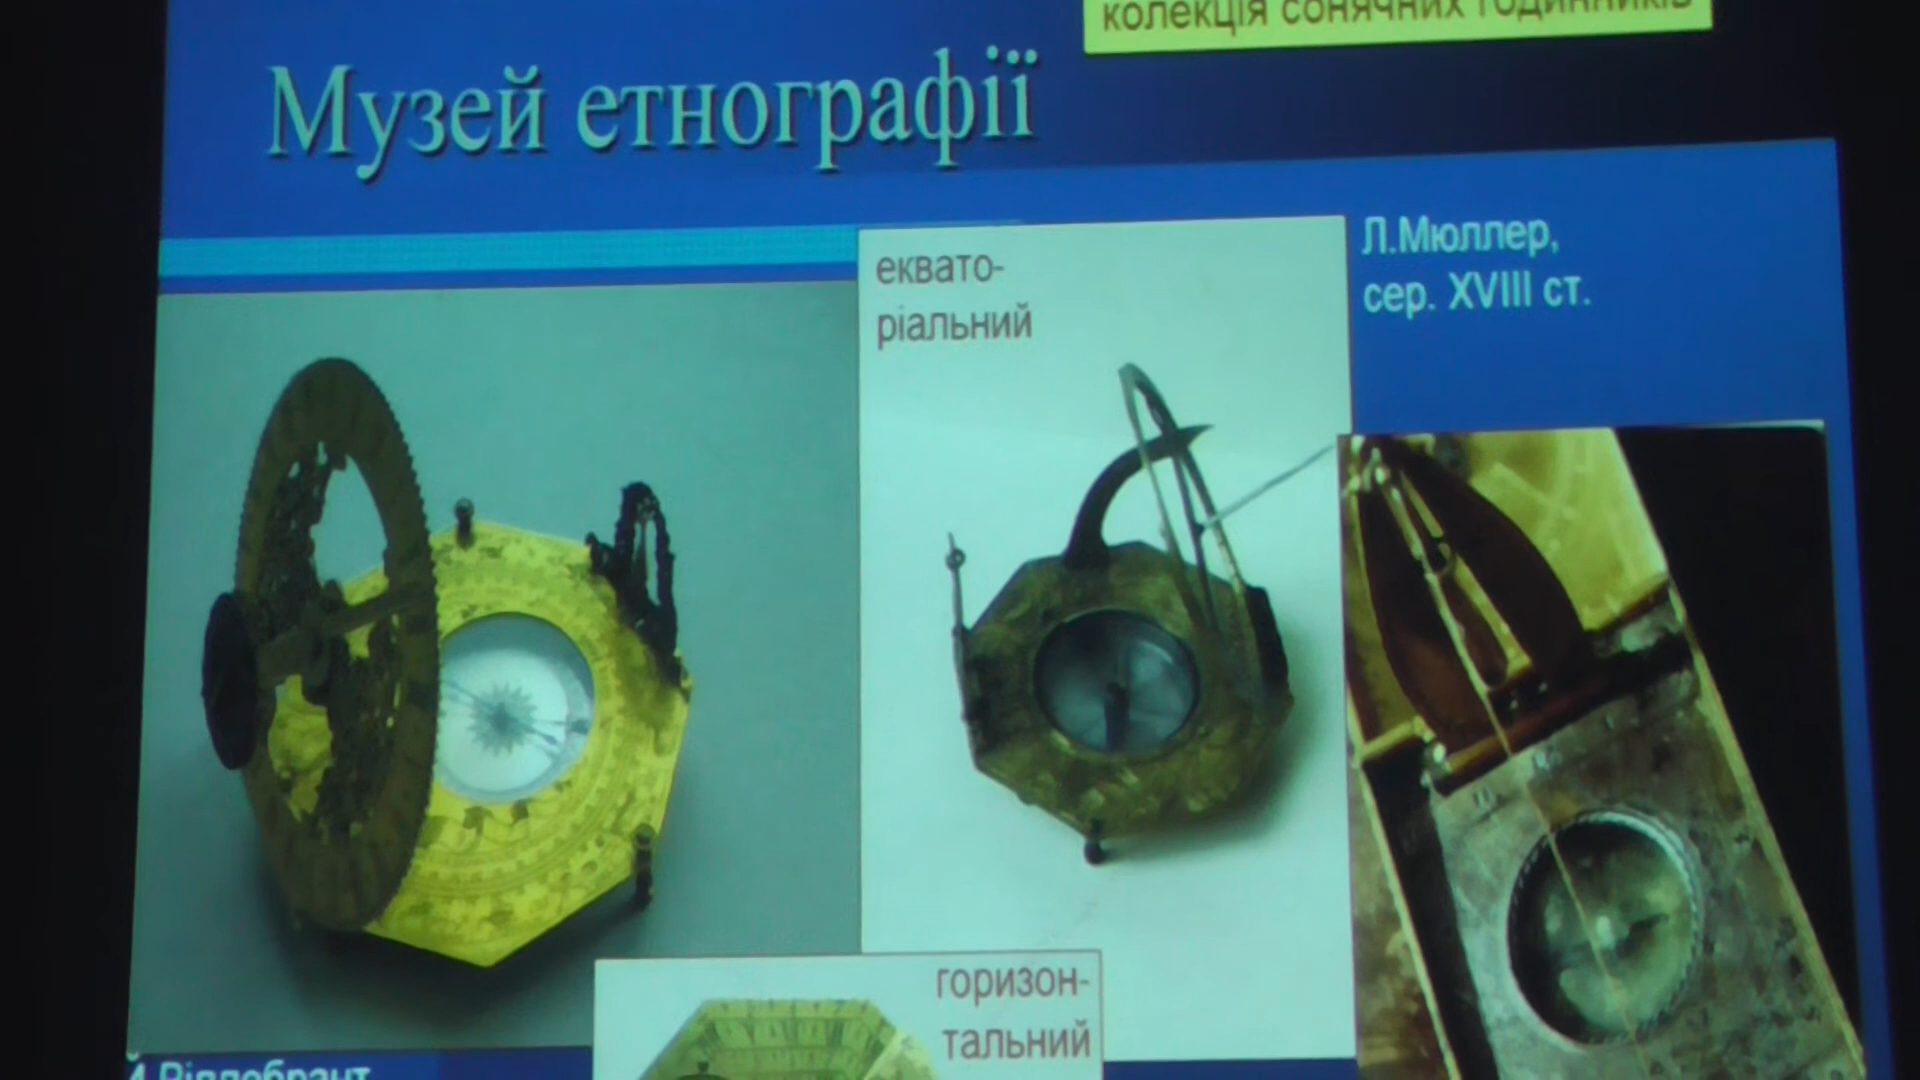 колекція сонячних годинників
Музей етнографії
еквато-
ріальний
Л.Мюллер,
сер. XVIII ст.
горизон-
тальний